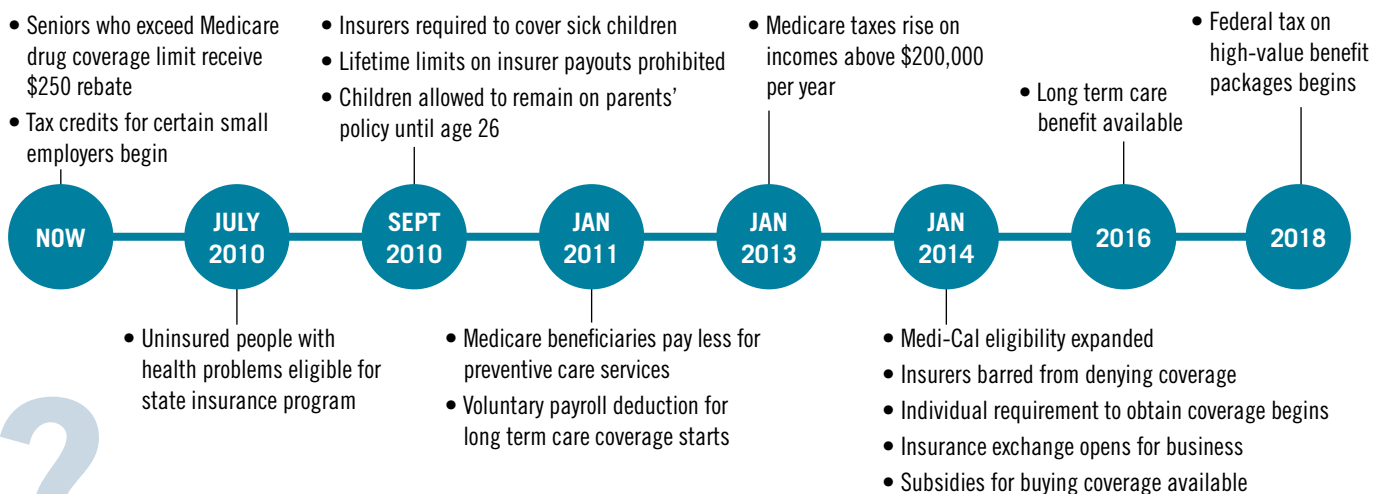 • Seniors who exceed Medicare
drug coverage limit receive
$250 rebate
• Tax credits for certain small
employers begin
• Insurers required to cover sick children
• Lifetime limits on insurer payouts prohibited
• Children allowed to remain on parents’
policy until age 26
• Medicare taxes rise on
incomes above $200,000
per year
• Long term care
benefit available
• Federal tax on
high-value benefit
packages begins
NOW
JULY
2010
SEPT
2010
JAN
2011
JAN
2013
JAN
2014
2016
2018
• Uninsured people with
health problems eligible for
state insurance program
• Medicare beneficiaries pay less for
preventive care services
• Voluntary payroll deduction for
long term care coverage starts
• Medi-Cal eligibility expanded
• Insurers barred from denying coverage
• Individual requirement to obtain coverage begins
• Insurance exchange opens for business
• Subsidies for buying coverage available
?